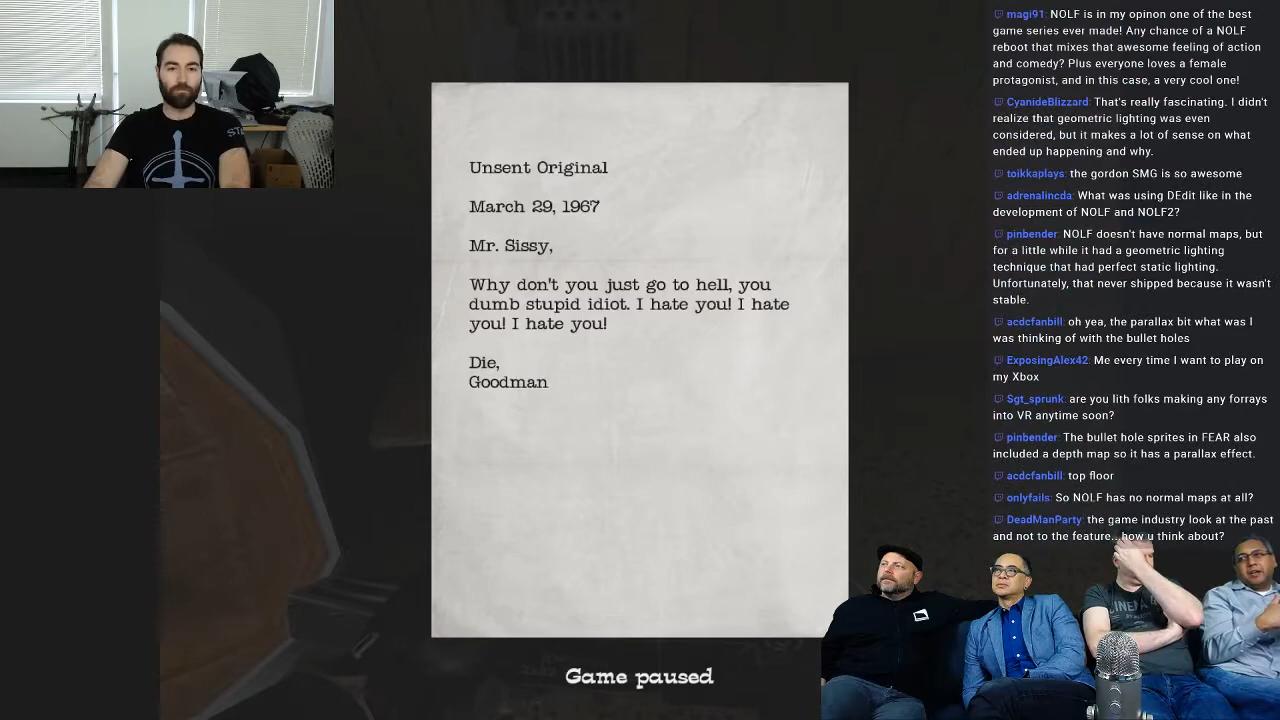 Unsent Original
March 29, 1967
Mr. Sissy,
Why don't you just go to hell, you
dumb stupid idiot. I hate you! I hate
you! I hate you!
Die,
Goodman
Game paused
magi91: NOLF is in my opinon one of the best
game series ever made! Any chance of a NOLF
reboot that mixes that awesome feeling of action
and comedy? Plus everyone loves a female
protagonist, and in this case, a very cool one!
CyanideBlizzard: That's really fascinating. I didn't
realize that geometric lighting was even
considered, but it makes a lot of sense on what
ended up happening and why.
toikkaplays: the gordon SMG is so awesome
adrenalincda: What was using DEdit like in the
development of NOLF and NOLF2?
pinbender: NOLF doesn't have normal maps, but
for a little while it had a geometric lighting
technique that had perfect static lighting.
Unfortunately, that never shipped because it wasn't
stable.
acdcfanbill: oh yea, the parallax bit what was I
was thinking of with the bullet holes
ExposingAlex42: Me every time I want to play on
my Xbox
Sgt_sprunk: are you lith folks making any forrays
into VR anytime soon?
pinbender: The bullet hole sprites in FEAR also
included a depth map so it has a parallax effect.
acdcfanbill: top floor
onlyfails: So NOLF has no normal maps at all?
DeadManParty: the game industry look at the past
and not to the feature...how u think about?